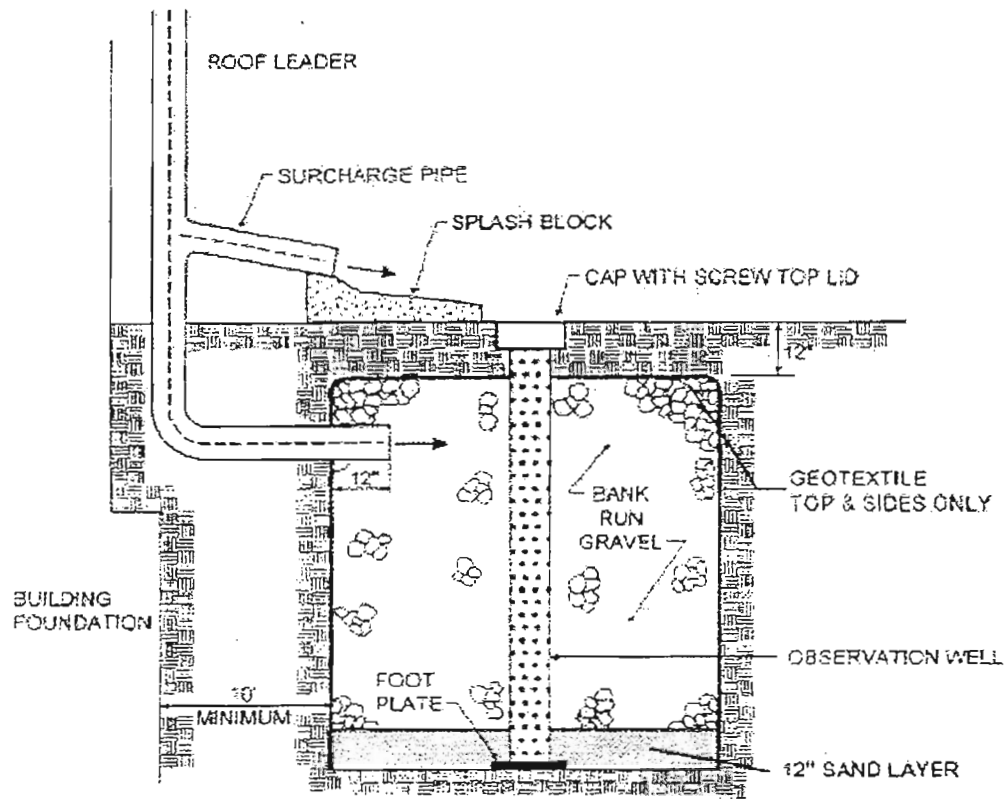 ROOF LEADER
SURCHARGE PIPE
SPLASH BLOCK
CAP WITH SCREW TOP LID
12"
12"
BANK
RUN
GRAVEL
GEOTEXTILE
TOP & SIDES ONLY
BUILDING
FOUNDATION
OBSERVATION WELL
FOOT
PLATE
10'
MINIMUM
12" SAND LAYER